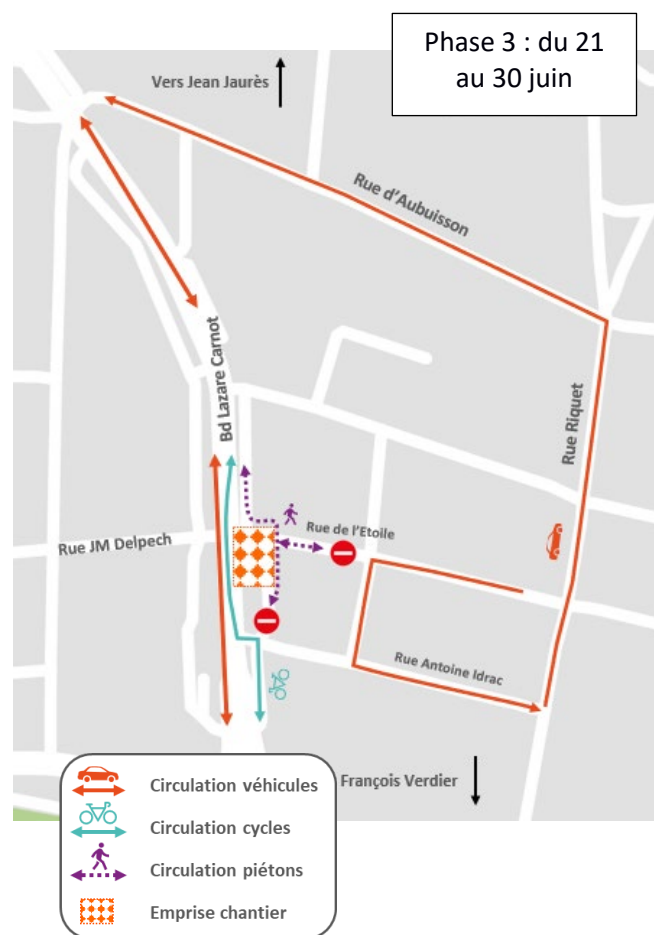 Phase 3 : du 21
au 30 juin
Vers Jean Jaurès
Rue d'Aubuisson
Bd Lazare Carnot
Rue Riquet
Rue de l'Etoile
Rue JM Delpech
Rue Antoine Idrac
François Verdier
Circulation véhicules
Circulation cycles
Circulation piétons
Emprise chantier